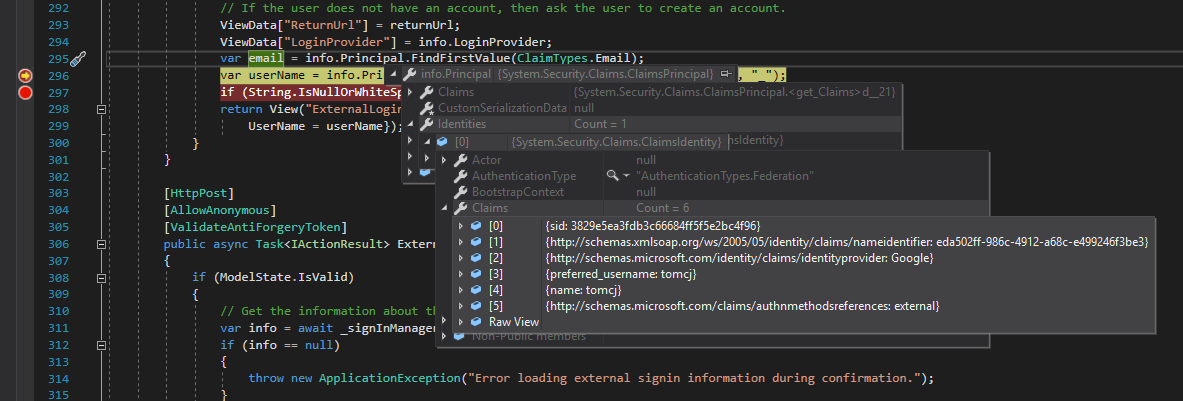 292 // If the user does not have an account, then ask the user to create an account.
293 ViewData["ReturnUrl"] = returnUrl;
294 ViewData["LoginProvider"] = info.LoginProvider;
295 var email = info.Principal.FindFirstValue(ClaimTypes.Email);
296 var userName = info.Pri info.Principal {System.Security.Claims.ClaimsPrincipal} , "_");
297 if (String.IsNullOrWhiteSp Claims {System.Security.Claims.ClaimsPrincipal.<get_Claims>d__21}
CustomSerializationData null
298 return View("ExternalLogin
Identities Count = 1
299 UserName = userName});
300 } [0] {System.Security.Claims.ClaimsIdentity} msIdentity}
301 } Actor null
302 AuthenticationType "AuthenticationTypes.Federation"
BootstrapContext null
303 [HttpPost]
304 [AllowAnonymous] Claims Count = 6
305 [ValidateAntiForgeryToken] [0] {sid: 3829e5ea3fdb3c66684ff5f5e2bc4f96}
306 public async Task<IActionResult> Extern [1] {http://schemas.xmlsoap.org/ws/2005/05/identity/claims/nameidentifier: eda502ff-986c-4912-a68c-e499246f3be3}
307 { [2] {http://schemas.microsoft.com/identity/claims/identityprovider: Google}
308 if (ModelState.IsValid) [3] {preferred_username: tomcj}
309 { [4] {name: tomcj}
310 // Get the information about th [5] {http://schemas.microsoft.com/claims/authnmethodsreferences: external}
311 var info = await _signInManager Raw View
312 if (info == null) Non-Public members
313 {
314 throw new ApplicationException("Error loading external signin information during confirmation.");
315 }